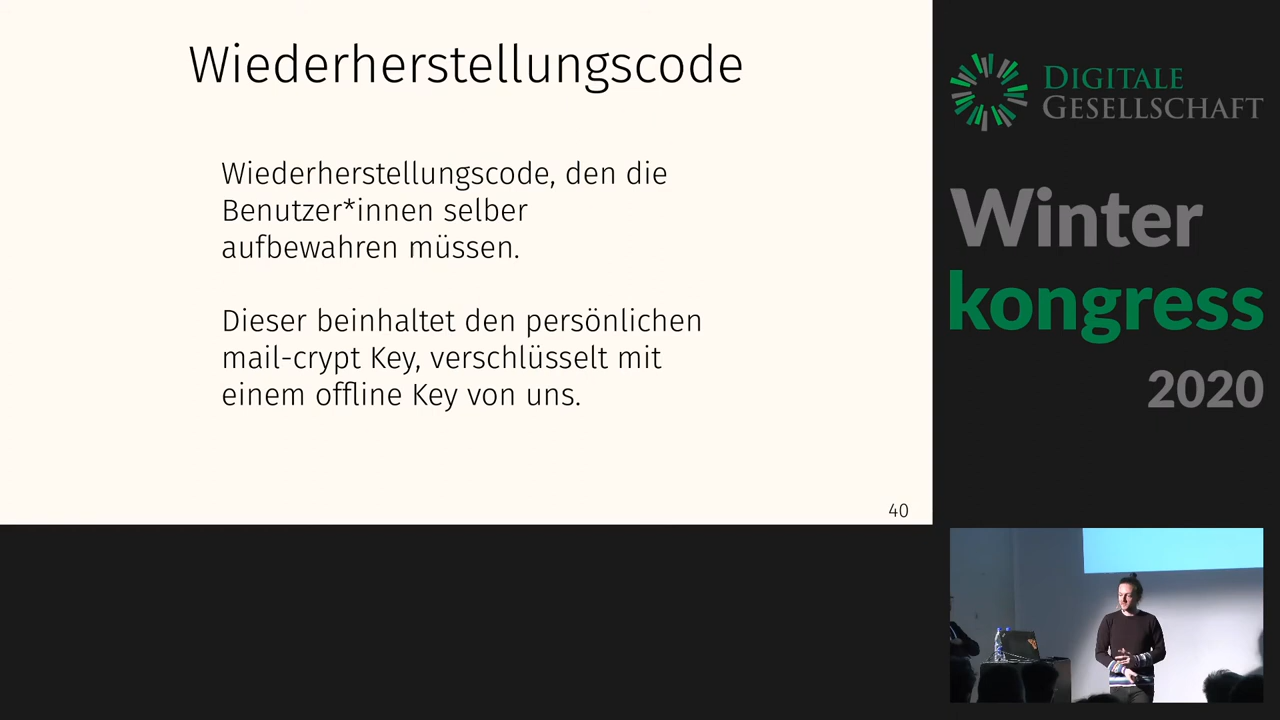 Wiederherstellungscode
Wiederherstellungscode, den die
Benutzer*innen selber
aufbewahren müssen.
Dieser beinhaltet den persönlichen
mail-crypt Key, verschlüsselt mit
einem offline Key von uns.
40
DIGITALE
GESELLSCHAFT
Winter
kongress
2020